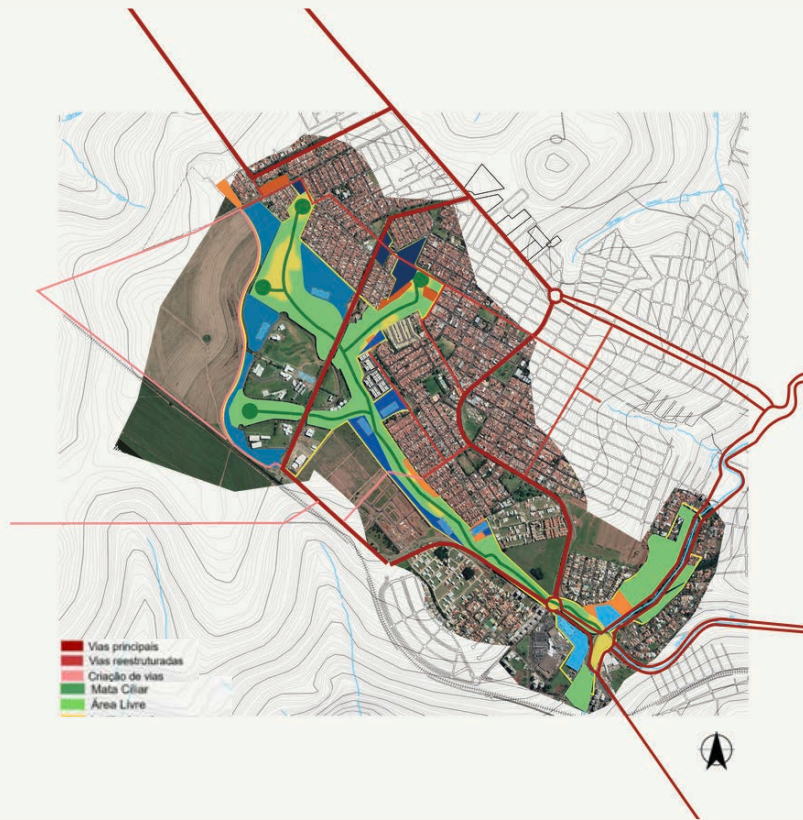 Vias principais
Vias reestruturadas
Criação de vias
Mata Ciliar
Área Livre